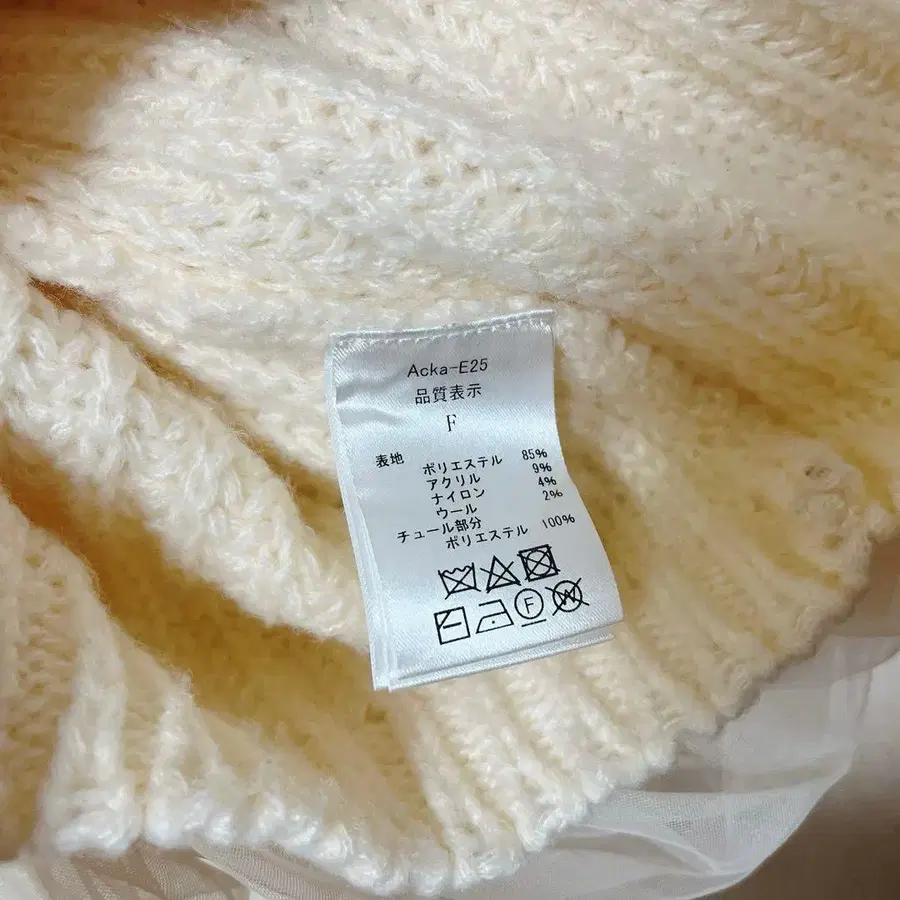 Acka-E25
品質表示
F
表地 ポリエステル 85%
アクリル 9%
ナイロン 4%
ウール 2%
チュール部分
ポリエステル 100%
F W